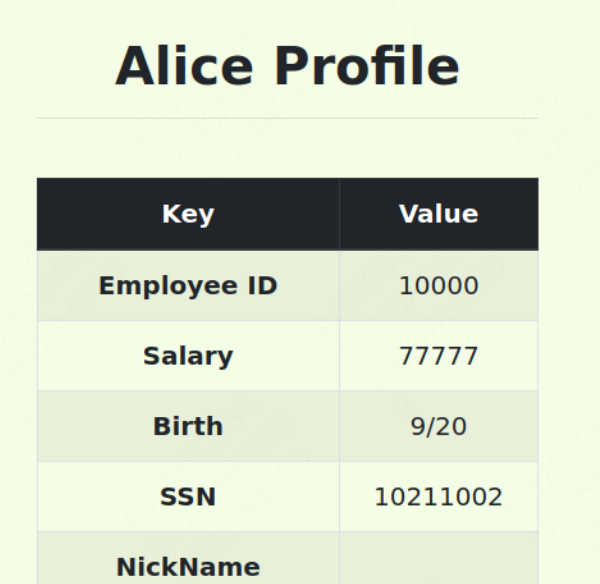 Alice Profile
Key Value
Employee ID 10000
Salary 77777
Birth 9/20
SSN 10211002
NickName